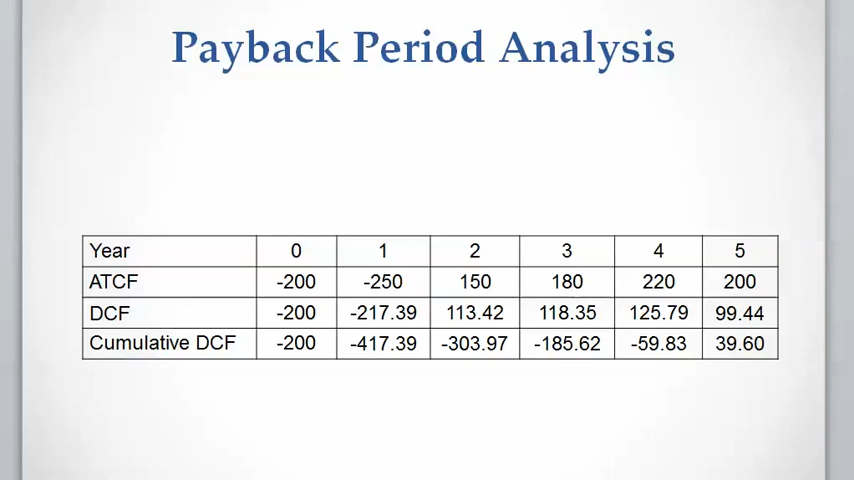 Payback Period Analysis
Year 0 1 2 3 4 5
ATCF -200 -250 150 180 220 200
DCF -200 -217.39 113.42 118.35 125.79 99.44
Cumulative DCF -200 -417.39 -303.97 -185.62 -59.83 39.60